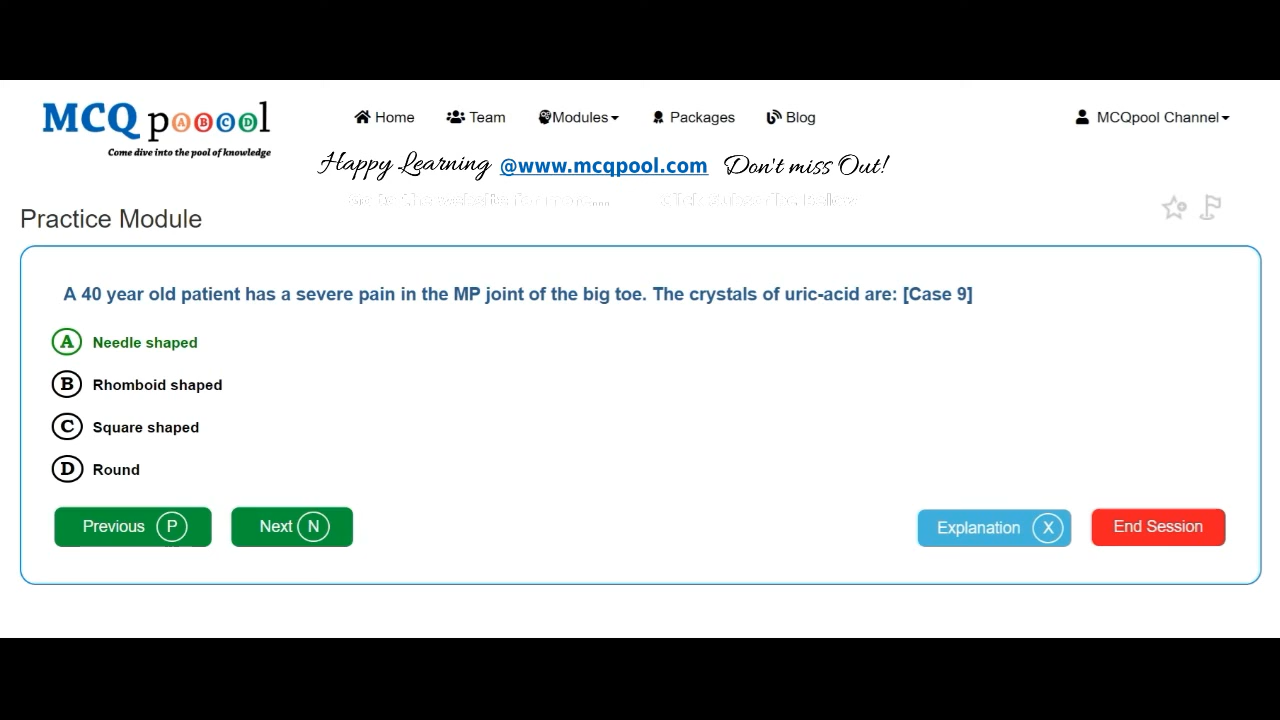 MCQ pooool
A B C D
Come dive into the pool of knowledge
Home Team Modules Packages Blog MCQpool Channel
Happy Learning @www.mcqpool.com Don't miss Out!
Practice Module
A 40 year old patient has a severe pain in the MP joint of the big toe. The crystals of uric-acid are: [Case 9]
A Needle shaped
B Rhomboid shaped
C Square shaped
D Round
Previous P Next N Explanation X End Session